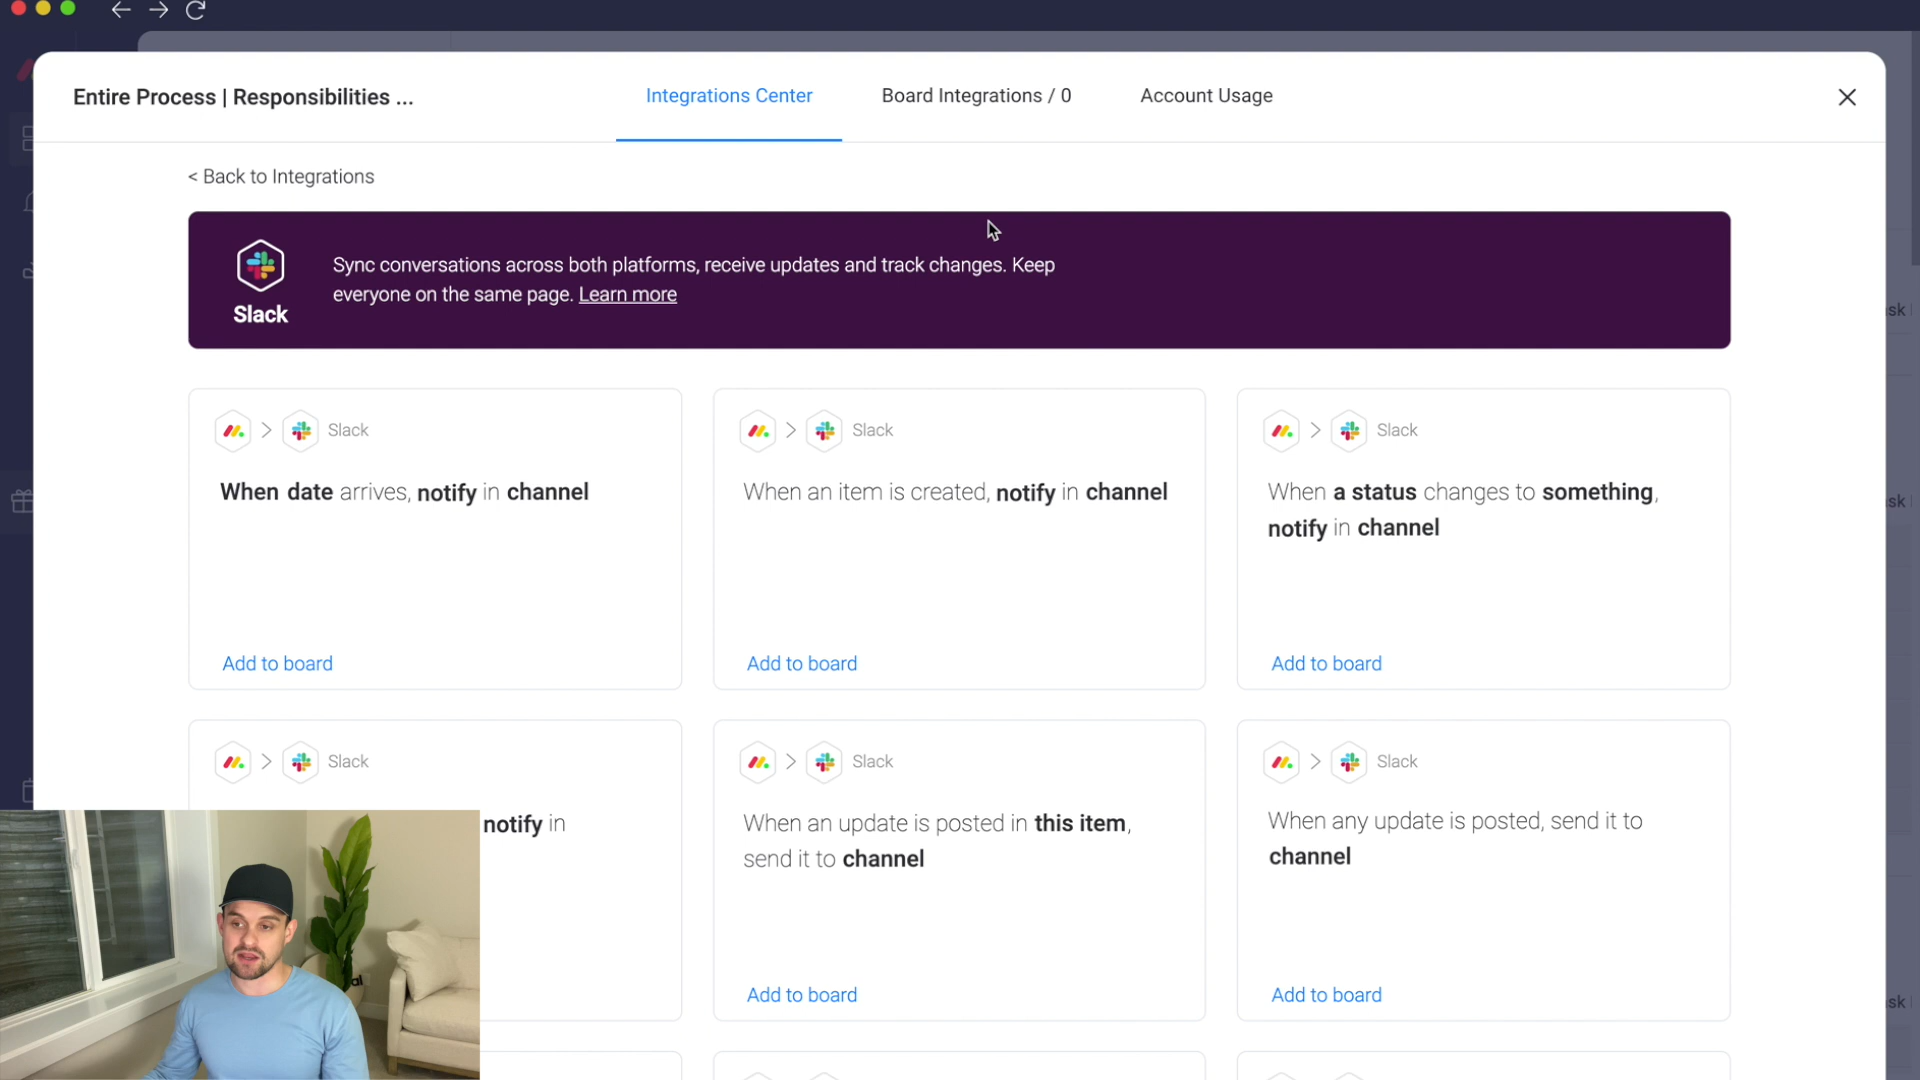 Entire Process | Responsibilities ...
Integrations Center
Board Integrations / 0
Account Usage
< Back to Integrations
Slack
Sync conversations across both platforms, receive updates and track changes. Keep
everyone on the same page. Learn more
Slack
When date arrives, notify in channel
Add to board
Slack
When an item is created, notify in channel
Add to board
Slack
When a status changes to something,
notify in channel
Add to board
Slack
notify in
Slack
When an update is posted in this item,
send it to channel
Add to board
Slack
When any update is posted, send it to
channel
Add to board
sk
sk
sk
al